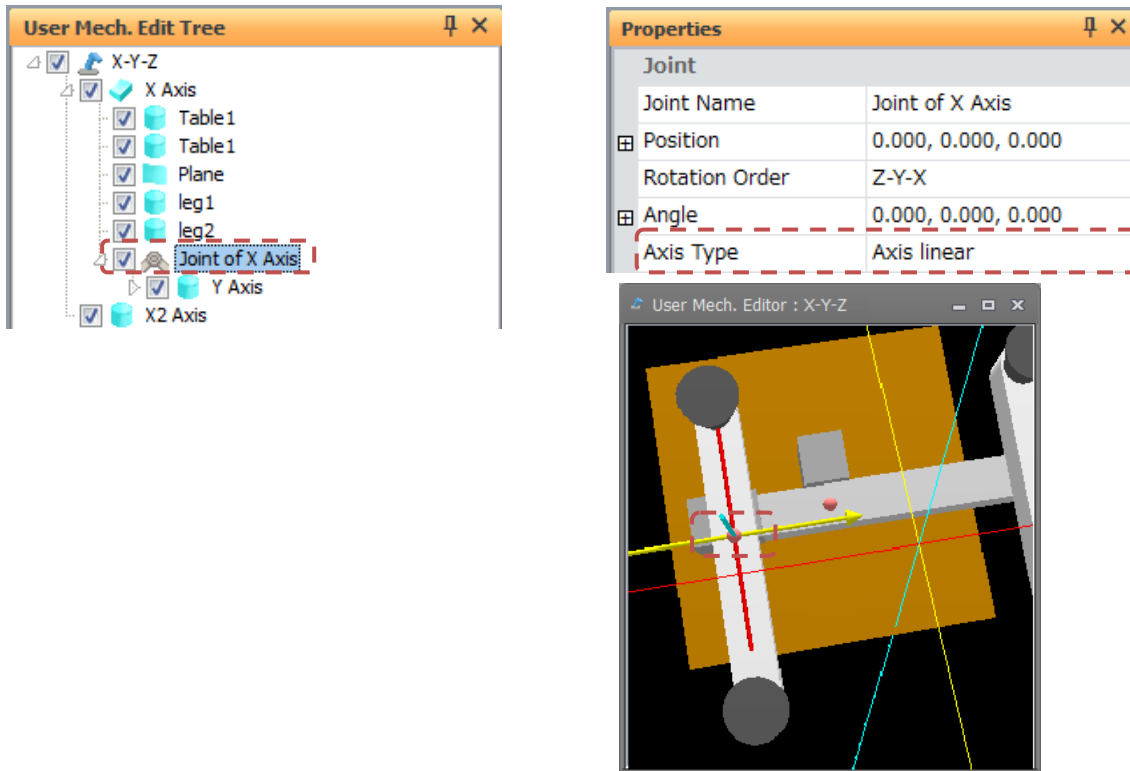 User Mech. Edit Tree
X-Y-Z
X Axis
Table1
Table1
Plane
leg1
leg2
Joint of X Axis
Y Axis
X2 Axis
Properties
Joint
Joint Name Joint of X Axis
Position 0.000, 0.000, 0.000
Rotation Order Z-Y-X
Angle 0.000, 0.000, 0.000
Axis Type Axis linear
User Mech. Editor : X-Y-Z